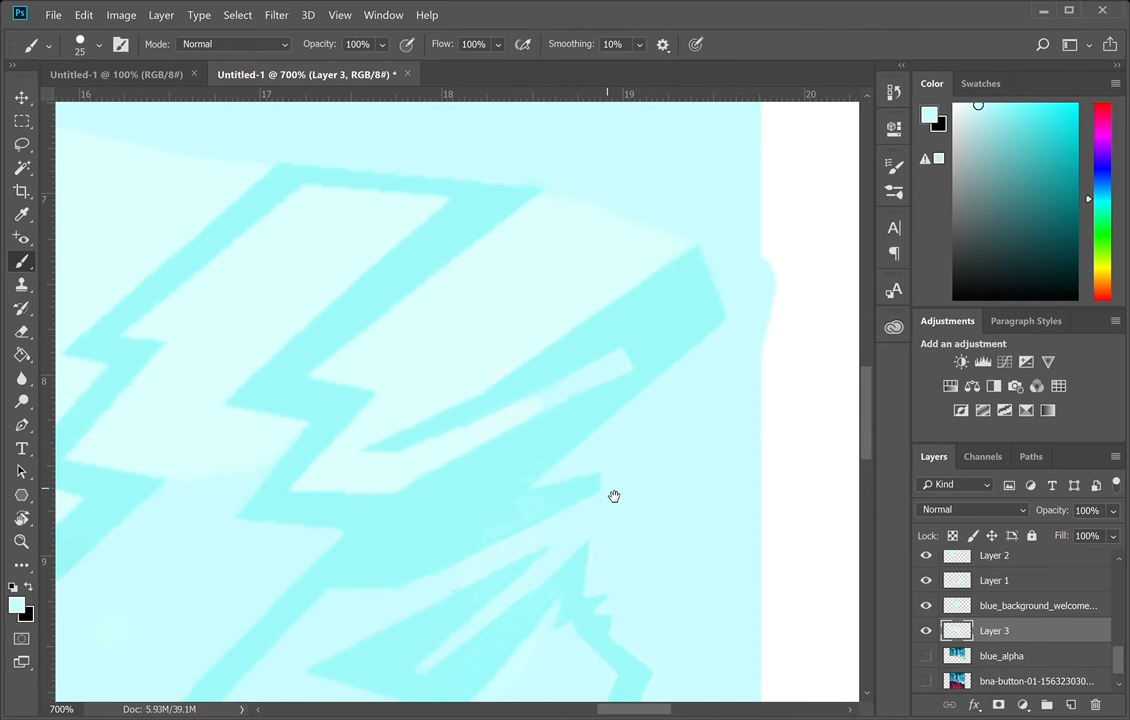 Ps File Edit Image Layer Type Select Filter 3D View Window Help
25 Mode: Normal Opacity: 100% Flow: 100% Smoothing: 10%
Untitled-1 @ 100% (RGB/8#) × Untitled-1 @ 700% (Layer 3, RGB/8#) * ×
16 17 18 19 20
7
8
9
Color Swatches
Adjustments Paragraph Styles
Add an adjustment
Layers Channels Paths
Kind
Normal Opacity: 100%
Lock: Fill: 100%
Layer 2
Layer 1
blue_background_welcome...
Layer 3
blue_alpha
bna-button-01-156323030...
700% Doc: 5.93M/39.1M